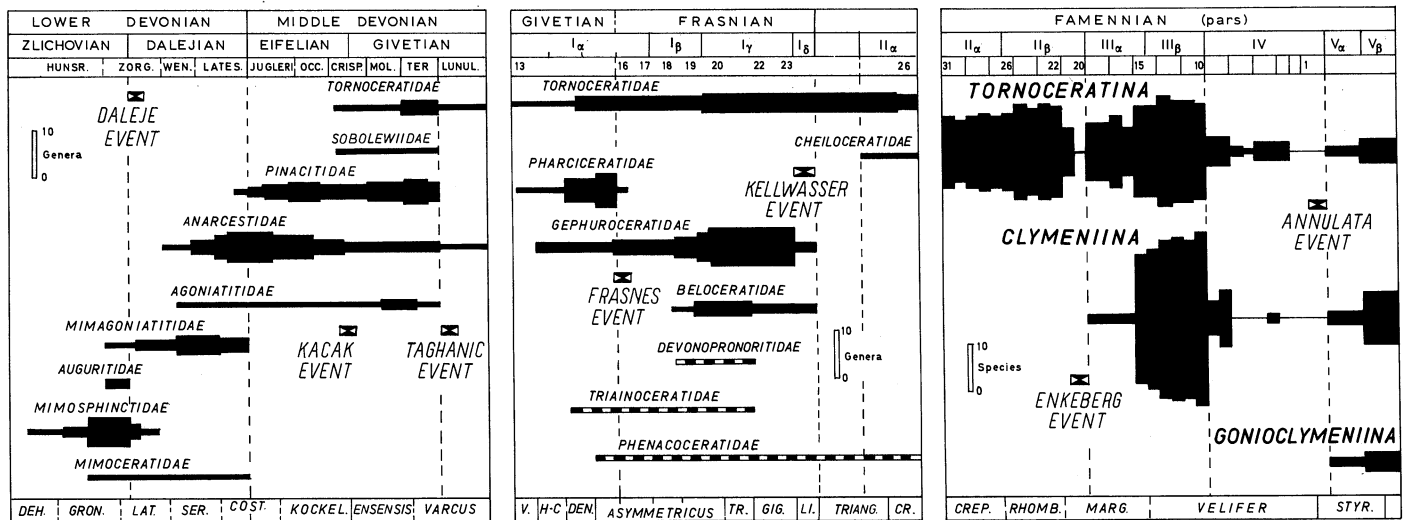 LOWER DEVONIAN MIDDLE DEVONIAN
ZLICHOVIAN DALEJIAN EIFELIAN GIVETIAN
HUNSR. ZORG. WEN. LATES. JUGLERI OCC. CRISP. MOL. TER LUNUL.
TORNOCERATIDAE
DALEJE
EVENT
10
Genera
0
SOBOLEWIIDAE
PINACITIDAE
ANARCESTIDAE
AGONIATITIDAE
MIMAGONIATITIDAE
KACAK
EVENT
TAGHANIC
EVENT
AUGURITIDAE
MIMOSPHINCTIDAE
MIMOCERATIDAE
DEH. GRON. LAT. SER. COST. KOCKEL. ENSENSIS VARCUS
GIVETIAN FRASNIAN
Iα Iβ Iγ Iδ IIα
13 16 17 18 19 20 22 23 26
TORNOCERATIDAE
CHEILOCERATIDAE
PHARCICERATIDAE
KELLWASSER
EVENT
GEPHUROCERATIDAE
FRASNES
EVENT
BELOCERATIDAE
10
Genera
0
DEVONOPRONORITIDAE
TRIAINOCERATIDAE
PHENACOCERATIDAE
V. H-C DEN. ASYMMETRICUS TR. GIG. LI. TRIANG. CR.
FAMENNIAN (pars)
IIα IIβ IIIα IIIβ IV Vα Vβ
31 26 22 20 15 10 1
TORNOCERATINA
ANNULATA
EVENT
CLYMENIINA
10
Species
0
ENKEBERG
EVENT
GONIOCLYMENIINA
CREP. RHOMB. MARG. VELIFER STYR.